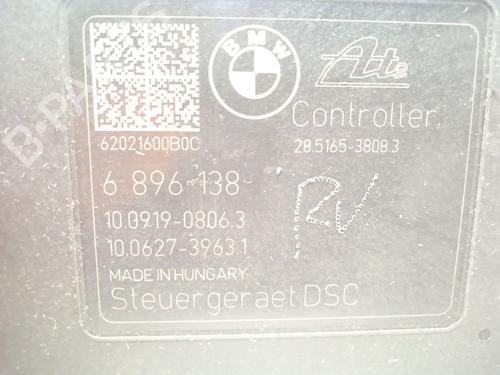 BMW
Ate
Controller
62021600B0C
28.5165-3808.3
6 896 138
RV
10.0919-0806.3
10.0627-3963.1
MADE IN HUNGARY
Steuergeraet DSC